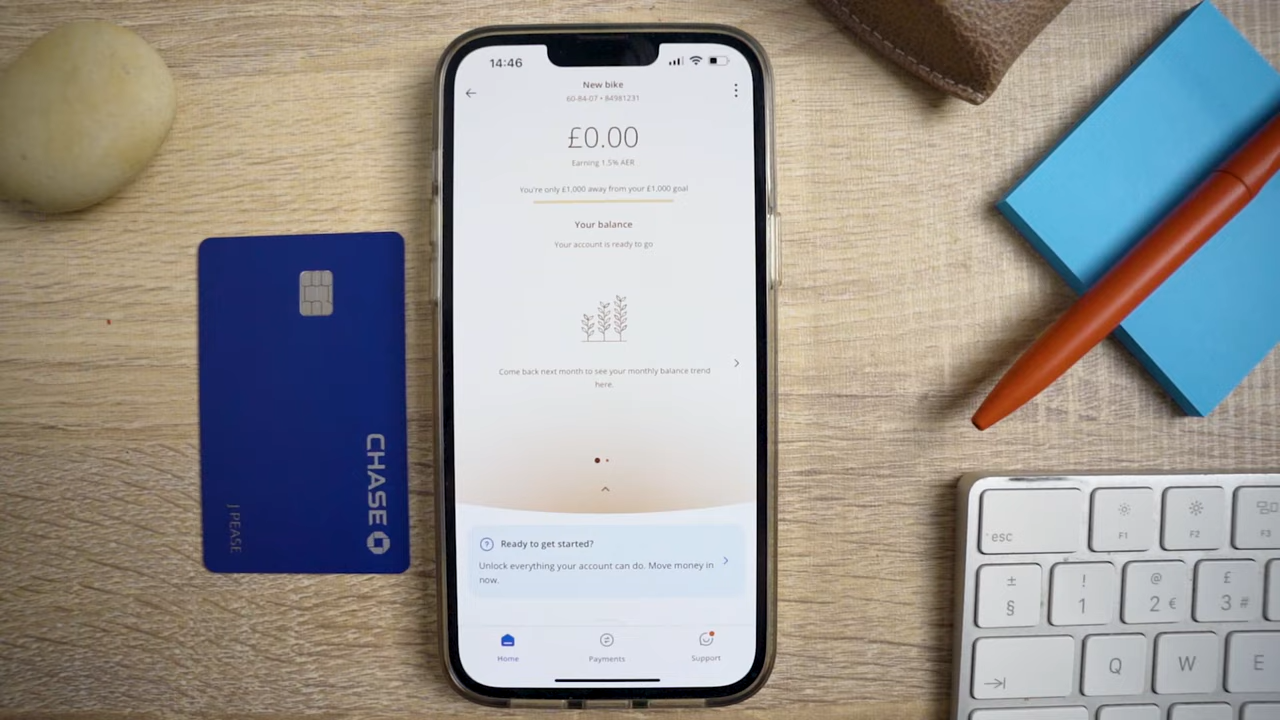 14:46
New bike
60-84-07 • 84981231
£0.00
Earning 1.5% AER
You're only £1,000 away from your £1,000 goal
Your balance
Your account is ready to go
Come back next month to see your monthly balance trend
here.
Ready to get started?
Unlock everything your account can do. Move money in
now.
Home
Payments
Support
CHASE
J PEASE
esc
F1
F2
F3
±
§
!
1
@
2 €
£
3 #
Q
W
E